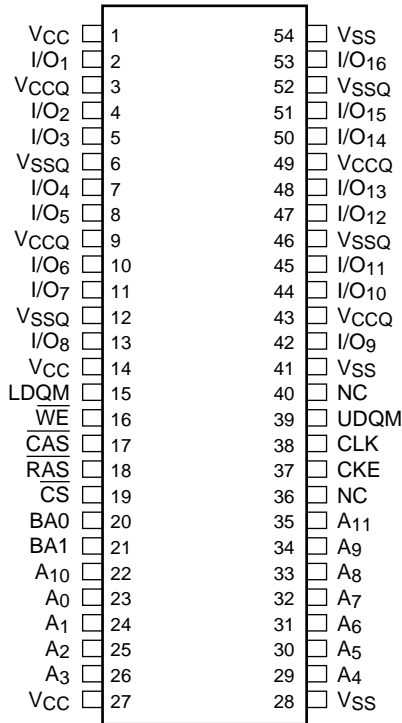 VCC 1 54 VSS
I/O1 2 53 I/O16
VCCQ 3 52 VSSQ
I/O2 4 51 I/O15
I/O3 5 50 I/O14
VSSQ 6 49 VCCQ
I/O4 7 48 I/O13
I/O5 8 47 I/O12
VCCQ 9 46 VSSQ
I/O6 10 45 I/O11
I/O7 11 44 I/O10
VSSQ 12 43 VCCQ
I/O8 13 42 I/O9
VCC 14 41 VSS
LDQM 15 40 NC
W̅E̅ 16 39 UDQM
C̅A̅S̅ 17 38 CLK
R̅A̅S̅ 18 37 CKE
C̅S̅ 19 36 NC
BA0 20 35 A11
BA1 21 34 A9
A10 22 33 A8
A0 23 32 A7
A1 24 31 A6
A2 25 30 A5
A3 26 29 A4
VCC 27 28 VSS